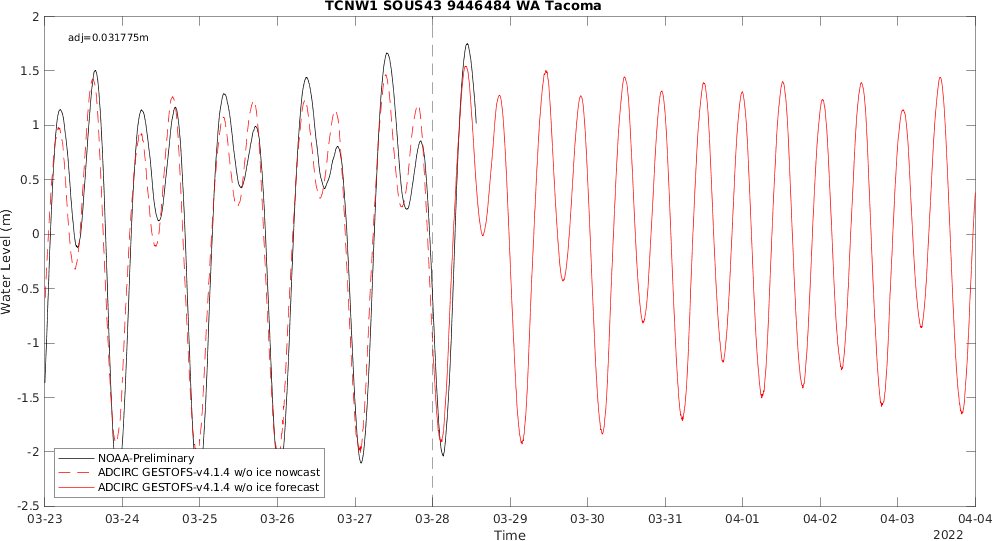 TCNW1 SOUS43 9446484 WA Tacoma
adj=0.031775m
2
1.5
1
0.5
0
-0.5
-1
-1.5
-2
-2.5
Water Level (m)
NOAA-Preliminary
ADCIRC GESTOFS-v4.1.4 w/o ice nowcast
ADCIRC GESTOFS-v4.1.4 w/o ice forecast
03-23 03-24 03-25 03-26 03-27 03-28 03-29 03-30 03-31 04-01 04-02 04-03 04-04
Time
2022